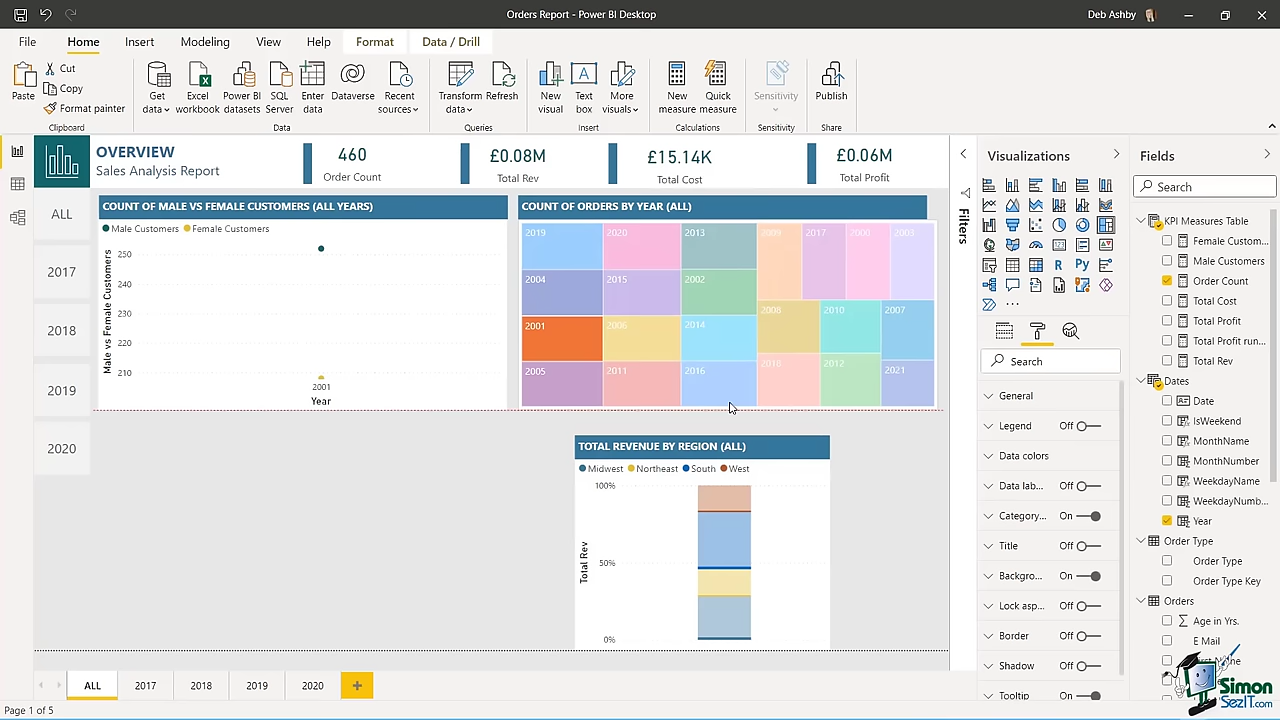 Orders Report - Power BI Desktop
Deb Ashby
File Home Insert Modeling View Help Format Data / Drill
Paste
Cut
Copy
Format painter
Clipboard
Get data
Excel workbook
Power BI datasets
SQL Server
Enter data
Dataverse
Recent sources
Data
Transform data
Refresh
Queries
New visual
Text box
More visuals
Insert
New measure
Quick measure
Calculations
Sensitivity
Sensitivity
Publish
Share
OVERVIEW
Sales Analysis Report
460
Order Count
£0.08M
Total Rev
£15.14K
Total Cost
£0.06M
Total Profit
ALL
2017
2018
2019
2020
COUNT OF MALE VS FEMALE CUSTOMERS (ALL YEARS)
Male Customers Female Customers
Male vs Female Customers
250
240
230
220
210
2001
Year
COUNT OF ORDERS BY YEAR (ALL)
2019 2020 2013 2009 2017 2000 2003
2004 2015 2002
2008 2010 2007
2001 2006 2014
2005 2011 2016 2018 2012 2021
TOTAL REVENUE BY REGION (ALL)
Midwest Northeast South West
Total Rev
100%
50%
0%
Filters
Visualizations
R Py
Search
General
Legend Off
Data colors
Data lab... Off
Category... On
Title Off
Backgro... On
Lock asp... Off
Border Off
Shadow Off
Tooltip On
Fields
Search
KPI Measures Table
Female Custom...
Male Customers
Order Count
Total Cost
Total Profit
Total Profit run...
Total Rev
Dates
Date
IsWeekend
MonthName
MonthNumber
WeekdayName
WeekdayNumb...
Year
Order Type
Order Type
Order Type Key
Orders
Age in Yrs.
E Mail
Simon
SezIT.com
ALL 2017 2018 2019 2020 +
Page 1 of 5